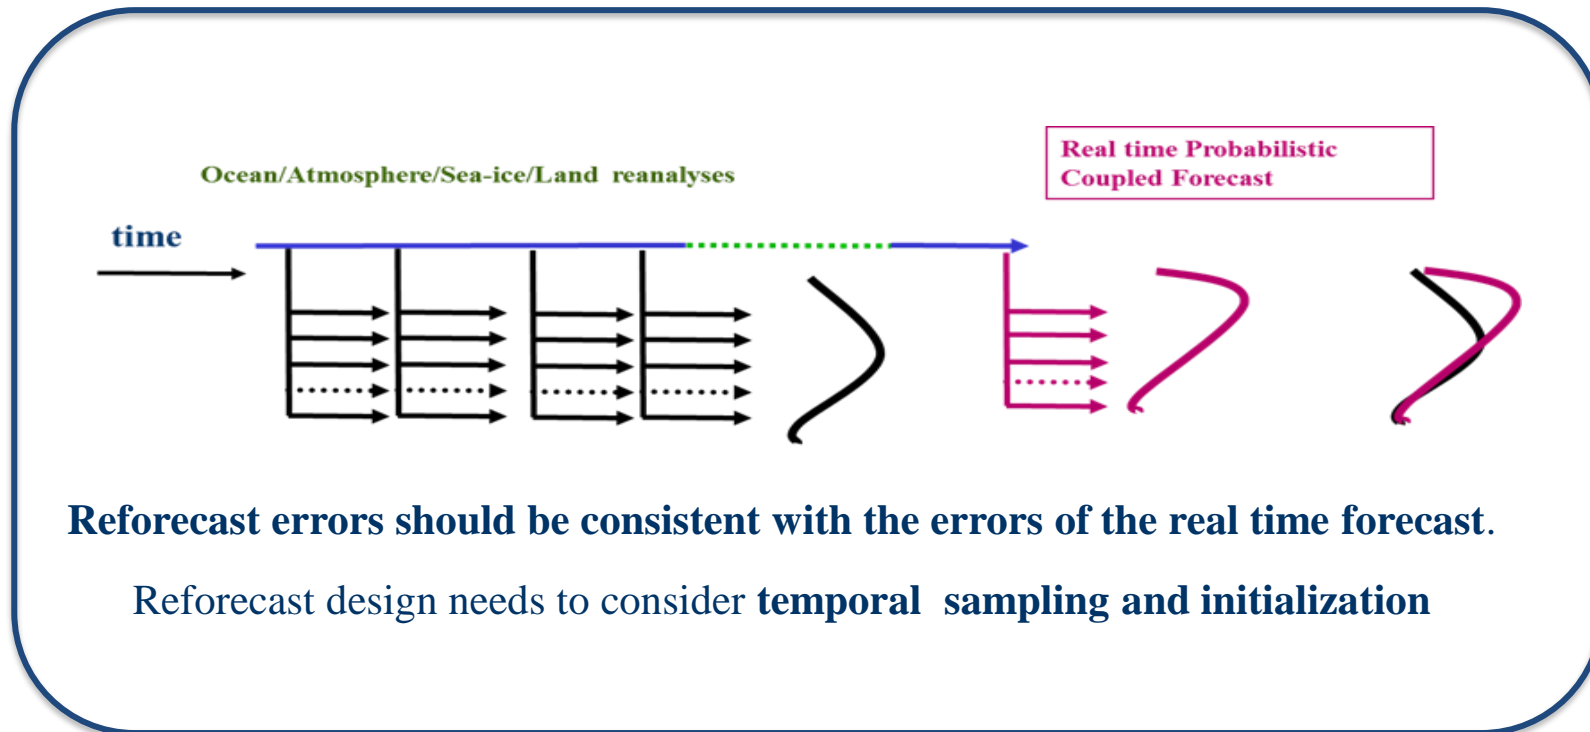 Ocean/Atmosphere/Sea-ice/Land reanalyses
Real time Probabilistic
Coupled Forecast
time
Reforecast errors should be consistent with the errors of the real time forecast.
Reforecast design needs to consider temporal sampling and initialization